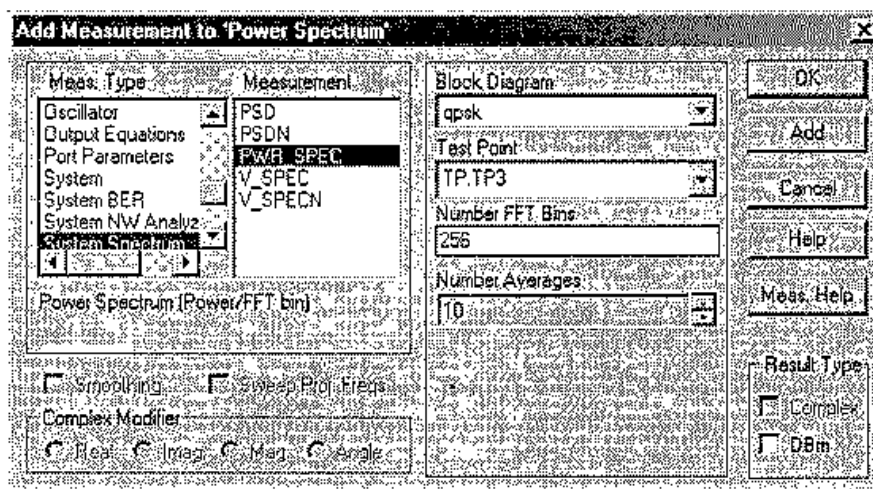 Add Measurement to 'Power Spectrum'
Meas. Type
Measurement
Oscillator
Output Equations
Port Parameters
System
System BER
System NW Analyz
System Spectrum
PSD
PSDN
PWR_SPEC
V_SPEC
V_SPECN
Power Spectrum (Power/FFT bin)
Smoothing
Sweep Proj. Freqs
Complex Modifier
Real
Imag.
Mag.
Angle
Block Diagram
qpsk
Test Point
TP.TP3
Number FFT Bins
256
Number Averages
10
OK
Add
Cancel
Help
Meas. Help
Result Type
Complex
DBm